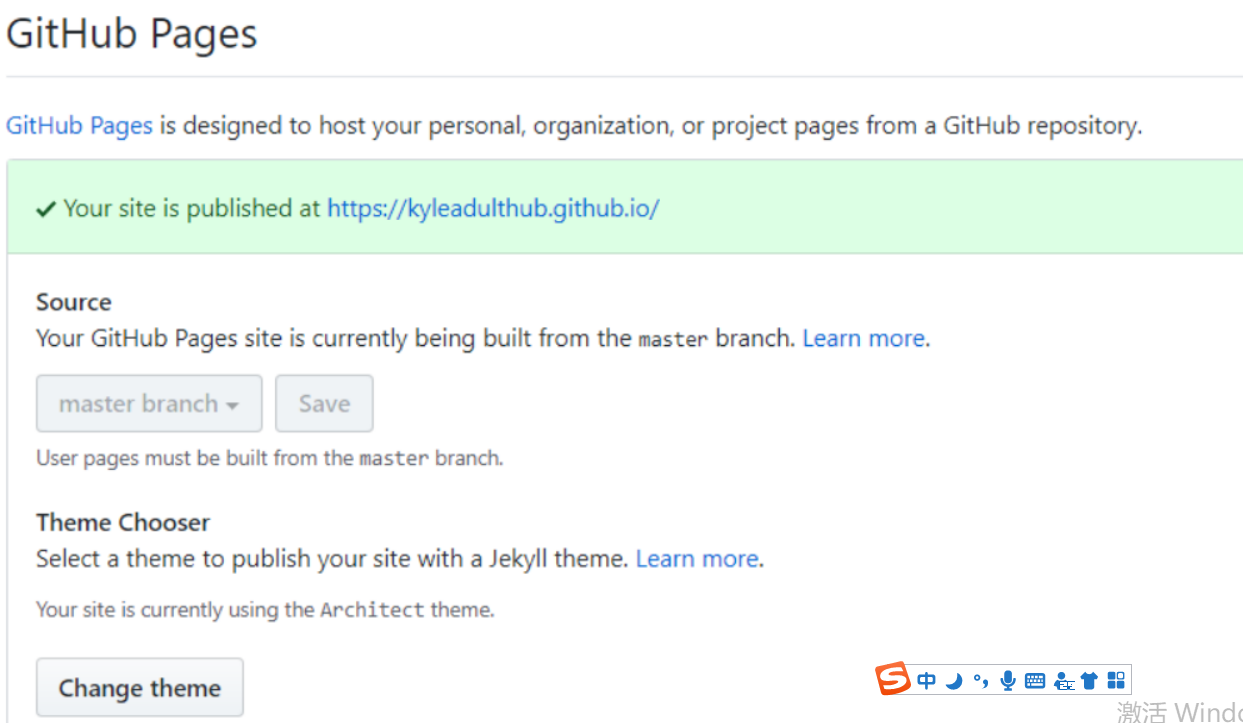 GitHub Pages
GitHub Pages is designed to host your personal, organization, or project pages from a GitHub repository.
Your site is published at https://kyleadulthub.github.io/
Source
Your GitHub Pages site is currently being built from the master branch. Learn more.
master branch
Save
User pages must be built from the master branch.
Theme Chooser
Select a theme to publish your site with a Jekyll theme. Learn more.
Your site is currently using the Architect theme.
Change theme
S 中
激活 Windo